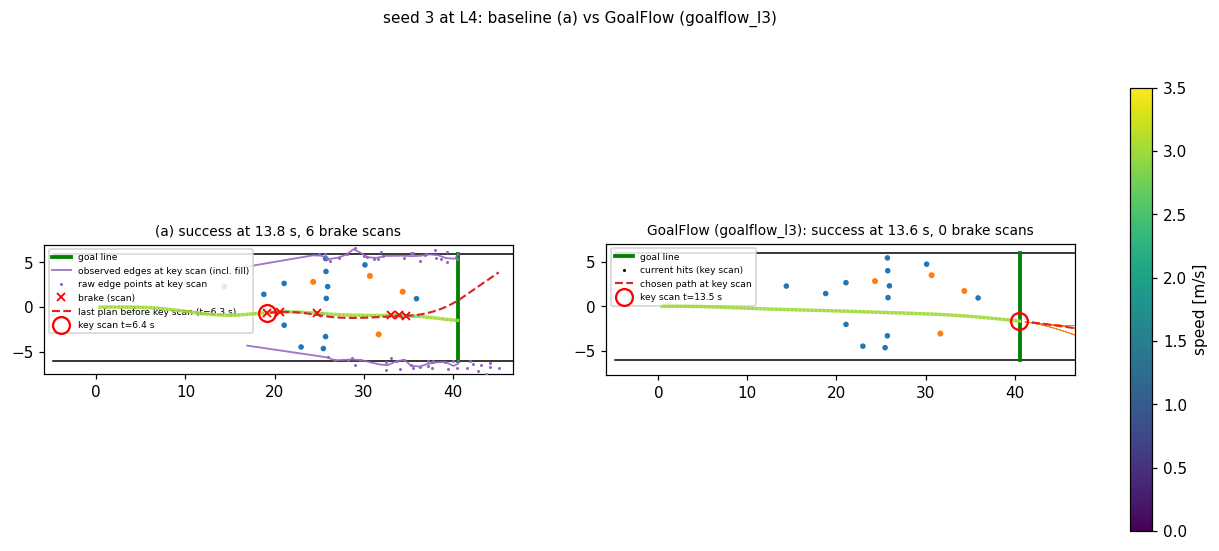 seed 3 at L4: baseline (a) vs GoalFlow (goalflow_l3)
(a) success at 13.8 s, 6 brake scans
goal line
observed edges at key scan (incl. fill)
raw edge points at key scan
brake (scan)
last plan before key scan (t=6.3 s)
key scan t=6.4 s
5
0
−5
0
10
20
30
40
GoalFlow (goalflow_l3): success at 13.6 s, 0 brake scans
goal line
current hits (key scan)
chosen path at key scan
key scan t=13.5 s
5
0
−5
0
10
20
30
40
3.5
3.0
2.5
2.0
1.5
1.0
0.5
0.0
speed [m/s]